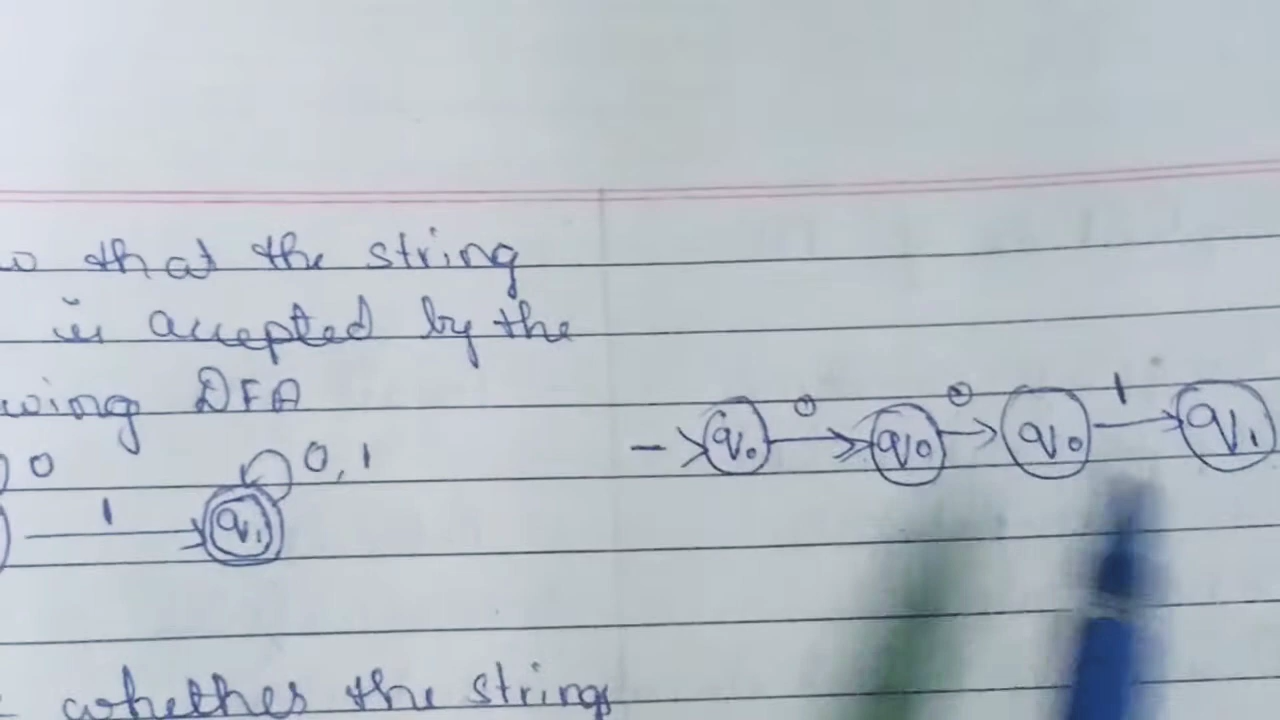 that the string
is accepted by the
DFA
0
0, 1
1
q1
q0 0 q0 0 q0 1 q1
whether the string